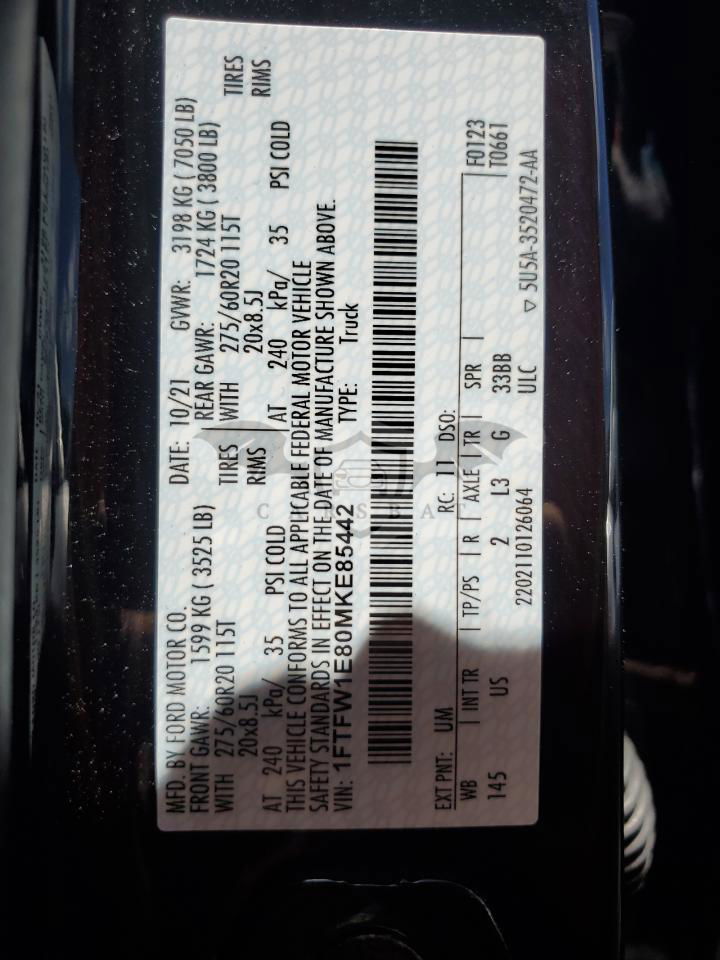 MFD. BY FORD MOTOR CO.
DATE: 10/21 GVWR: 3198 KG ( 7050 LB)
FRONT GAWR: 1599 KG ( 3525 LB)
REAR GAWR: 1724 KG ( 3800 LB)
WITH 275/60R20 115T TIRES
WITH 275/60R20 115T TIRES
20x8.5J RIMS
20x8.5J RIMS
AT 240 kPa/ 35 PSI COLD
AT 240 kPa/ 35 PSI COLD
THIS VEHICLE CONFORMS TO ALL APPLICABLE FEDERAL MOTOR VEHICLE
SAFETY STANDARDS IN EFFECT ON THE DATE OF MANUFACTURE SHOWN ABOVE.
VIN: 1FTFW1E80MKE85442 TYPE: Truck
EXT PNT: UM RC: 11 DSO: F0123
T0661
WB | INT TR | TP/PS | R | AXLE | TR | SPR |
145 US 2 L3 G 33BB
2202110126064 ULC ▽ 5U5A-3520472-AA